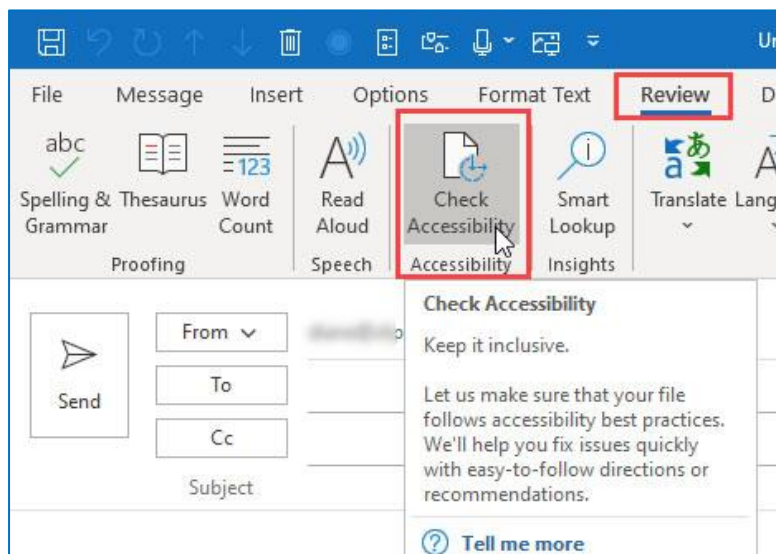 Ur
File Message Insert Options Format Text Review D
abc
123
Spelling & Thesaurus Word Read Check Smart Translate Lang
Grammar Count Aloud Accessibility Lookup
Proofing Speech Accessibility Insights
Check Accessibility
From
Keep it inclusive.
To
Send
Let us make sure that your file
follows accessibility best practices.
Cc
We'll help you fix issues quickly
with easy-to-follow directions or
Subject
recommendations.
Tell me more